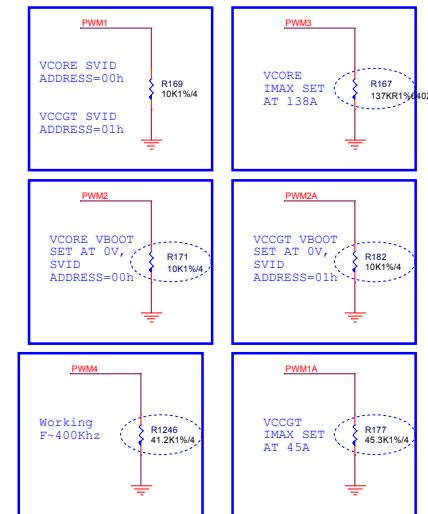 PWM1
VCORE SVID
ADDRESS=00h
VCCGT SVID
ADDRESS=01h
R169
10K1%/4
PWM3
VCORE
IMAX SET
AT 138A
R167
137KR1%0402
PWM2
VCORE VBOOT
SET AT 0V,
SVID
ADDRESS=00h
R171
10K1%/4
PWM2A
VCCGT VBOOT
SET AT 0V,
SVID
ADDRESS=01h
R182
10K1%/4
PWM4
Working
F~400Khz
R1246
41.2K1%/4
PWM1A
VCCGT
IMAX SET
AT 45A
R177
45.3K1%/4